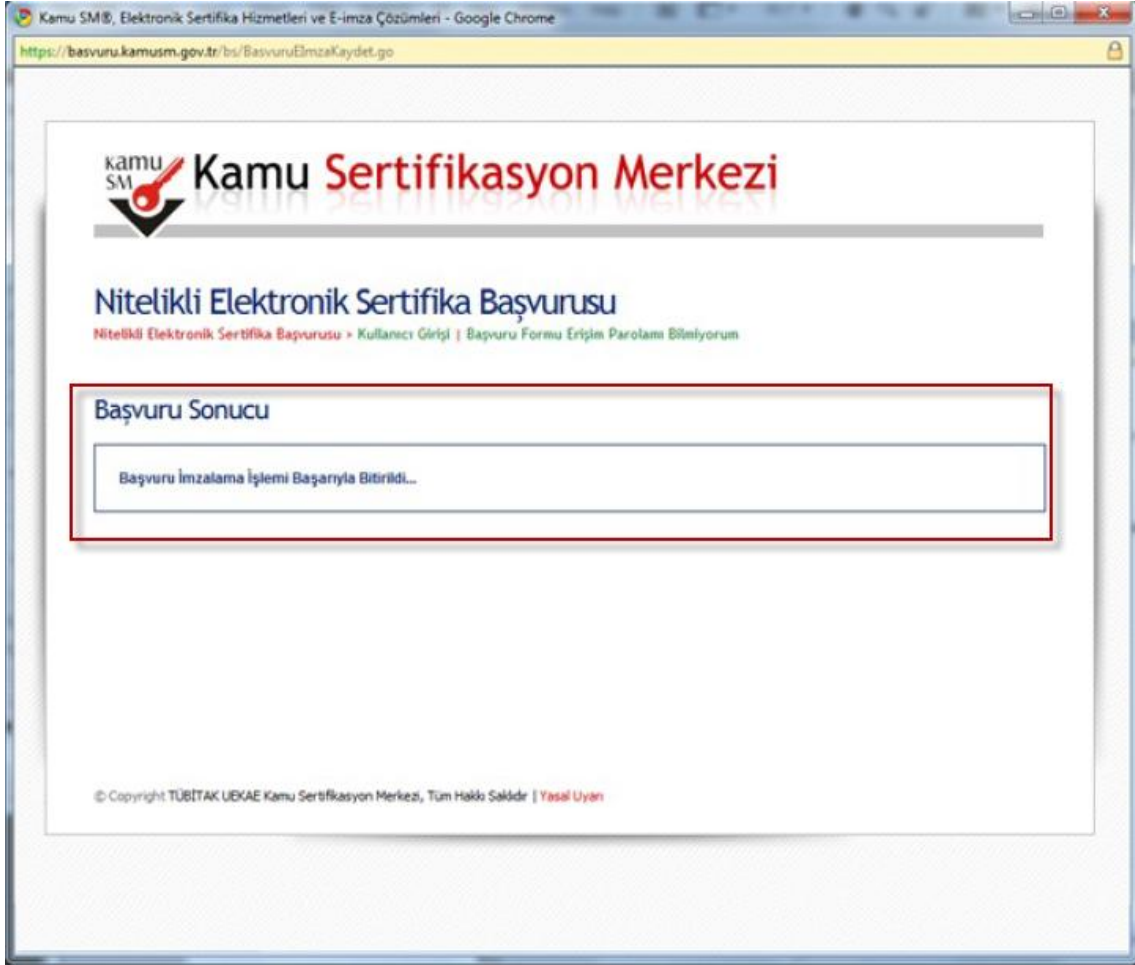 Kamu SM®, Elektronik Sertifika Hizmetleri ve E-imza Çözümleri - Google Chrome
https://basvuru.kamusm.gov.tr/bs/BasvuruEImzaKaydet.go
kamu
SM
Kamu Sertifikasyon Merkezi
Nitelikli Elektronik Sertifika Başvurusu
Nitelikli Elektronik Sertifika Başvurusu > Kullanıcı Girişi | Başvuru Formu Erişim Parolamı Bilmiyorum
Başvuru Sonucu
Başvuru İmzalama İşlemi Başarıyla Bitirildi...
© Copyright TÜBİTAK UEKAE Kamu Sertifikasyon Merkezi, Tüm Hakkı Saklıdır | Yasal Uyarı